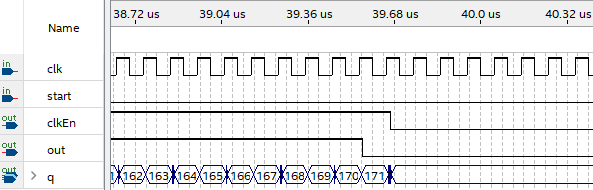 38.72 us 39.04 us 39.36 us 39.68 us 40.0 us 40.32 us
Name
in clk
in start
out clkEn
out out
out q 162 163 164 165 166 167 168 169 170 171